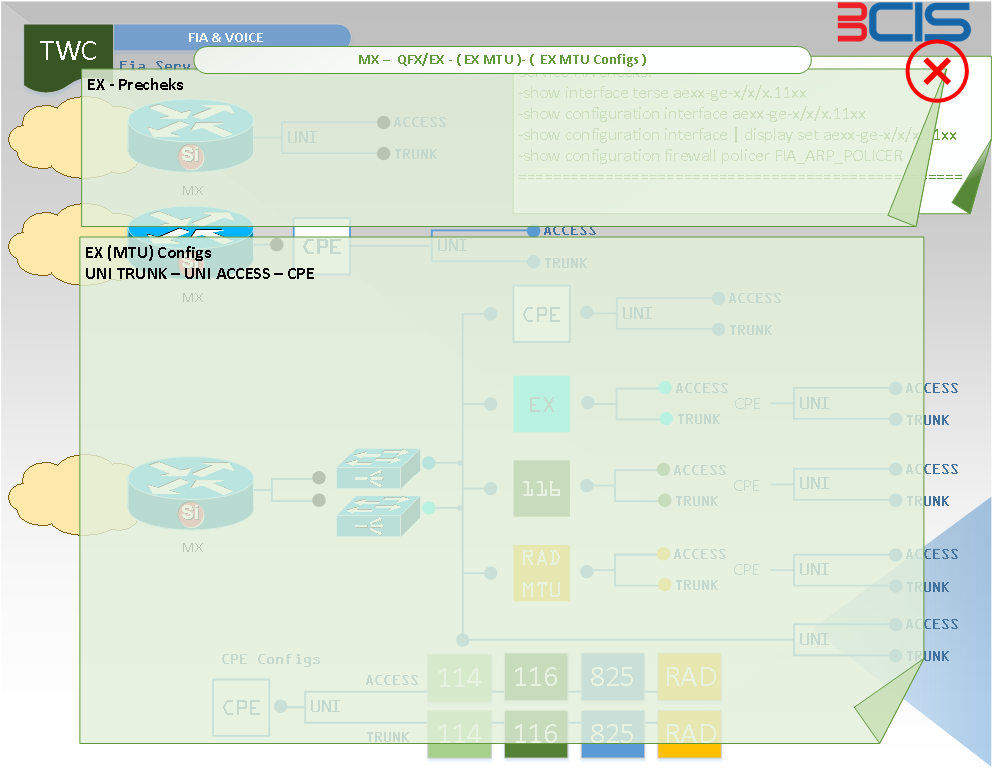 3CIS
TWC
FIA & VOICE
MX – QFX/EX - ( EX MTU )- ( EX MTU Configs )
Fia Serv
EX - Precheks
-show interface terse aexx-ge-x/x/x.11xx
-show configuration interface aexx-ge-x/x/x.11xx
-show configuration interface | display set aexx-ge-x/x/x.11xx
-show configuration firewall policer FIA_ARP_POLICER
UNI
ACCESS
TRUNK
Si
MX
CPE
UNI
ACCESS
TRUNK
EX (MTU) Configs
UNI TRUNK – UNI ACCESS – CPE
Si
MX
CPE
UNI
ACCESS
TRUNK
EX
ACCESS
TRUNK
CPE
UNI
ACCESS
TRUNK
116
ACCESS
TRUNK
CPE
UNI
ACCESS
TRUNK
Si
MX
RAD
MTU
ACCESS
TRUNK
CPE
UNI
ACCESS
TRUNK
UNI
ACCESS
TRUNK
CPE Configs
CPE
UNI
ACCESS
114
116
825
RAD
TRUNK
114
116
825
RAD